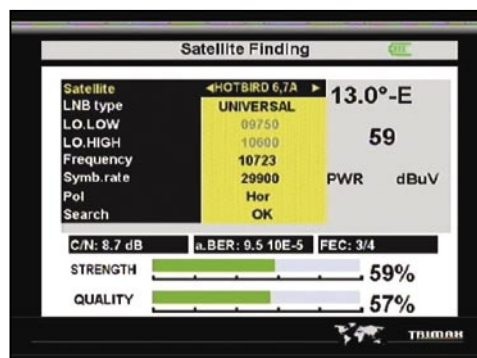 Satellite Finding
Satellite ◄HOTBIRD 6,7A ► 13.0°-E
LNB type UNIVERSAL
LO.LOW 09750 59
LO.HIGH 10600
Frequency 10723
Symb.rate 29900 PWR dBuV
Pol Hor
Search OK
C/N: 8.7 dB a.BER: 9.5 10E-5 FEC: 3/4
STRENGTH 59%
QUALITY 57%
TRIMAX